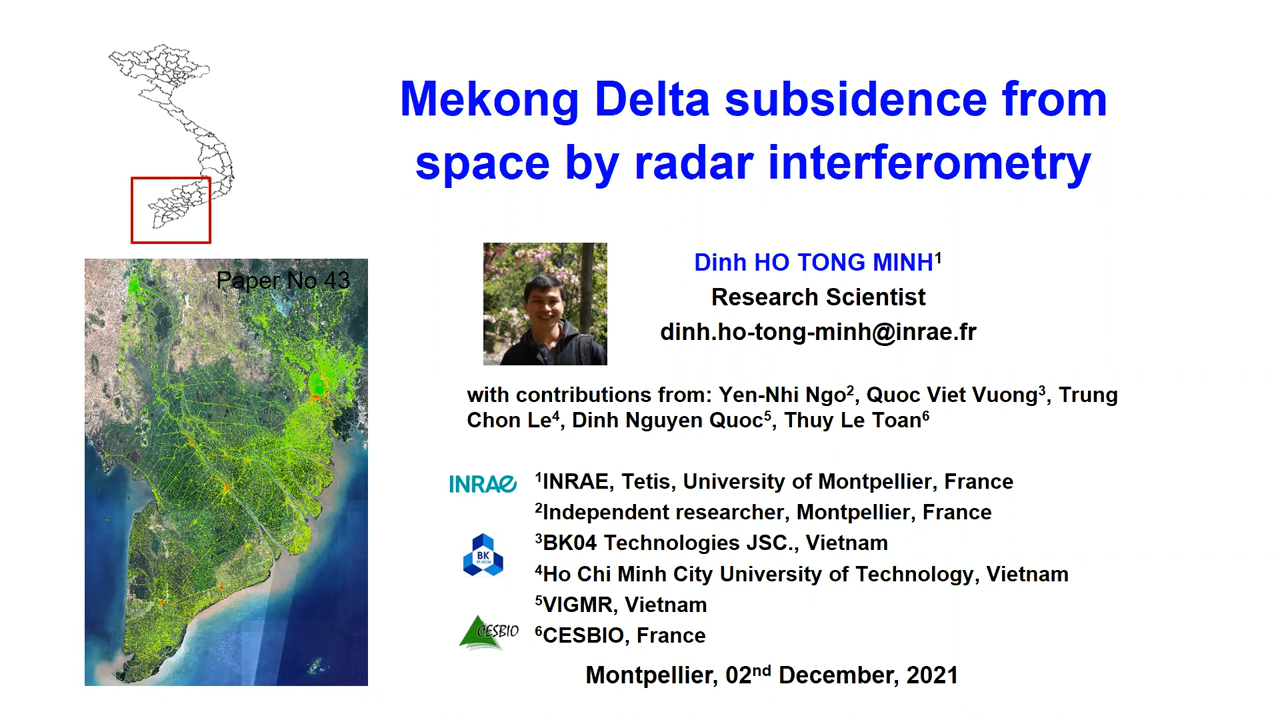 Mekong Delta subsidence from
space by radar interferometry
Paper No 43
Dinh HO TONG MINH¹
Research Scientist
dinh.ho-tong-minh@inrae.fr
with contributions from: Yen-Nhi Ngo², Quoc Viet Vuong³, Trung
Chon Le⁴, Dinh Nguyen Quoc⁵, Thuy Le Toan⁶
INRAE
¹INRAE, Tetis, University of Montpellier, France
²Independent researcher, Montpellier, France
BK
³BK04 Technologies JSC., Vietnam
⁴Ho Chi Minh City University of Technology, Vietnam
⁵VIGMR, Vietnam
CESBIO
⁶CESBIO, France
Montpellier, 02ⁿᵈ December, 2021